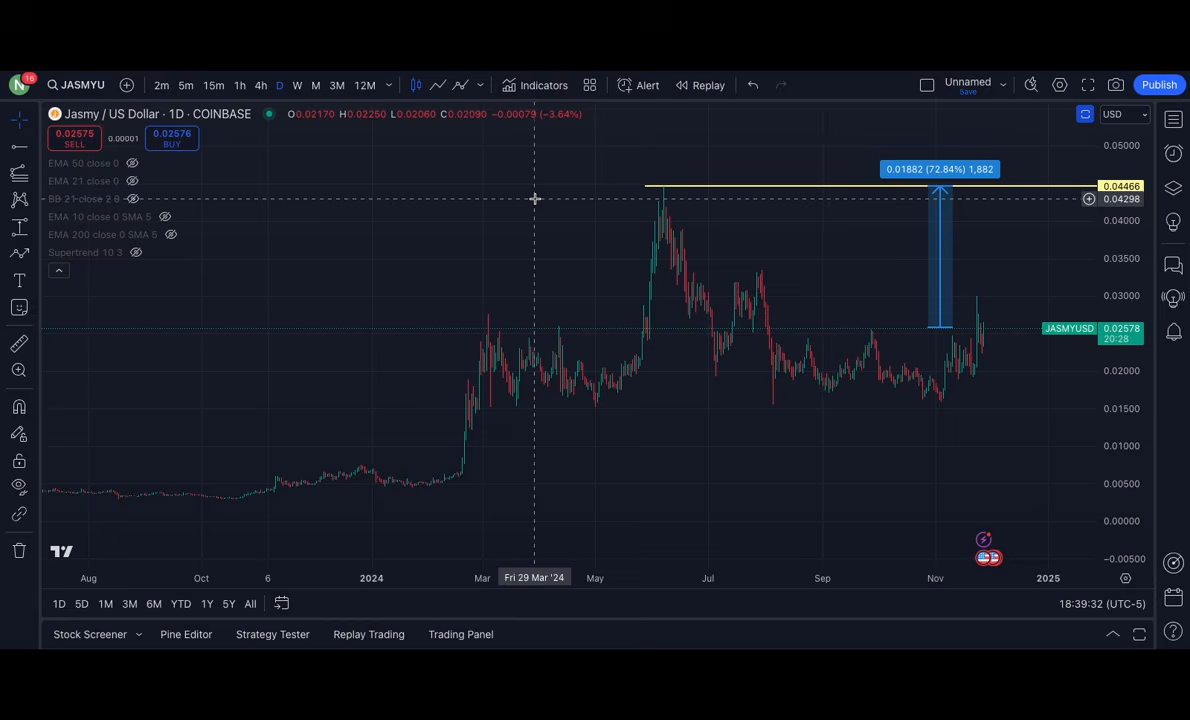 N 16 JASMYU 2m 5m 15m 1h 4h D W M 3M 12M Indicators Alert Replay Unnamed Save Publish
Jasmy / US Dollar · 1D · COINBASE O0.02170 H0.02250 L0.02060 C0.02090 −0.00079 (−3.64%) USD
0.02575 SELL 0.00001 0.02576 BUY
EMA 50 close 0
EMA 21 close 0
BB 21 close 2 0
EMA 10 close 0 SMA 5
EMA 200 close 0 SMA 5
Supertrend 10 3
0.01882 (72.84%) 1,882
0.05000
0.04466
0.04298
0.04000
0.03500
0.03000
JASMYUSD 0.02578
20:28
0.02000
0.01500
0.01000
0.00500
0.00000
−0.00500
Aug Oct 6 2024 Mar Fri 29 Mar '24 May Jul Sep Nov 2025
1D 5D 1M 3M 6M YTD 1Y 5Y All 18:39:32 (UTC-5)
Stock Screener Pine Editor Strategy Tester Replay Trading Trading Panel